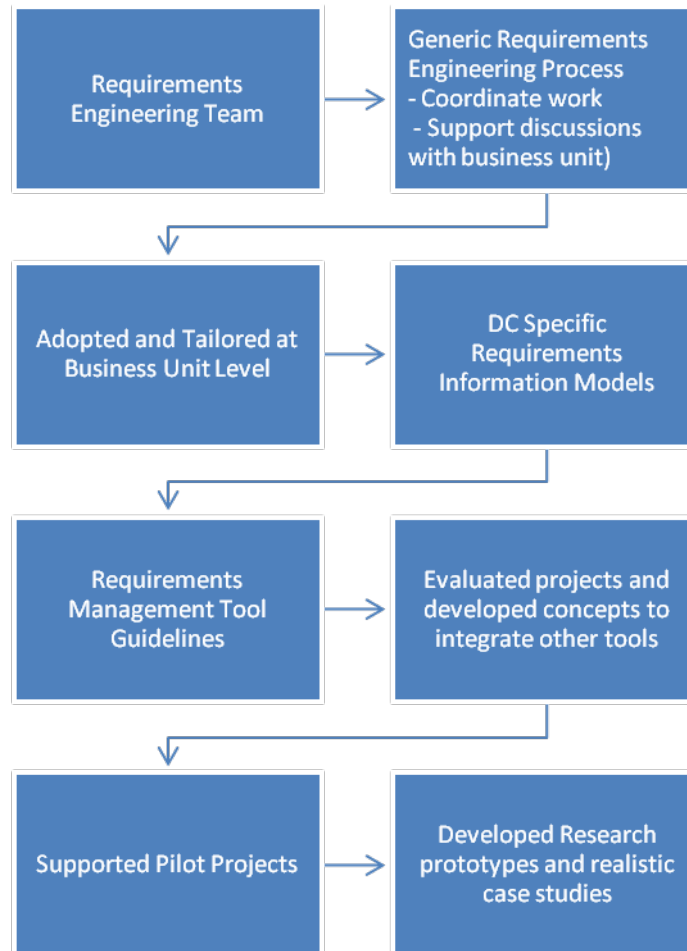 Requirements
Engineering Team
Generic Requirements
Engineering Process
- Coordinate work
- Support discussions
with business unit)
Adopted and Tailored at
Business Unit Level
DC Specific
Requirements
Information Models
Requirements
Management Tool
Guidelines
Evaluated projects and
developed concepts to
integrate other tools
Supported Pilot Projects
Developed Research
prototypes and realistic
case studies